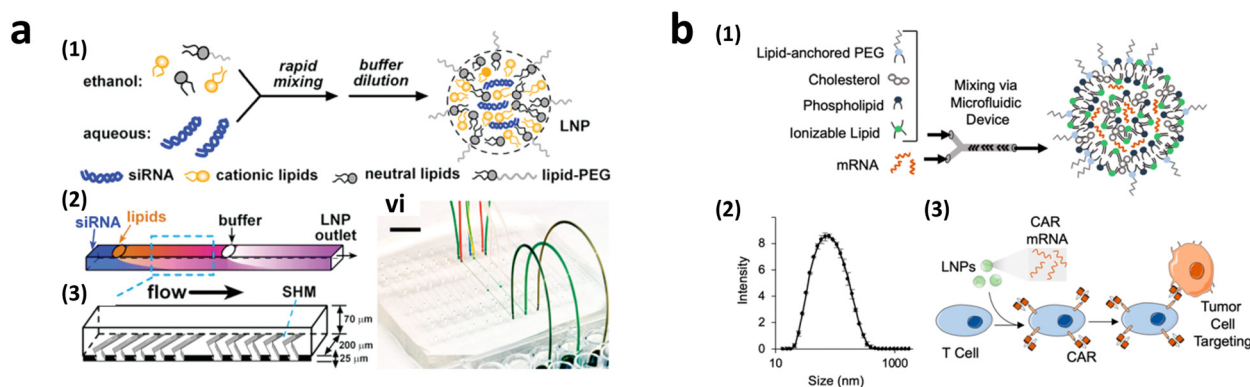 a
(1)
ethanol:
rapid
mixing
buffer
dilution
aqueous:
LNP
siRNA
cationic lipids
neutral lipids
lipid-PEG
(2)
siRNA
lipids
buffer
LNP
outlet
(3)
flow
SHM
70 μm
200 μm
25 μm
vi
b
(1)
Lipid-anchored PEG
Cholesterol
Phospholipid
Ionizable Lipid
mRNA
Mixing via
Microfluidic
Device
(2)
Intensity
8
6
4
2
0
10
1000
Size (nm)
(3)
CAR
mRNA
LNPs
T Cell
CAR
Tumor
Cell
Targeting